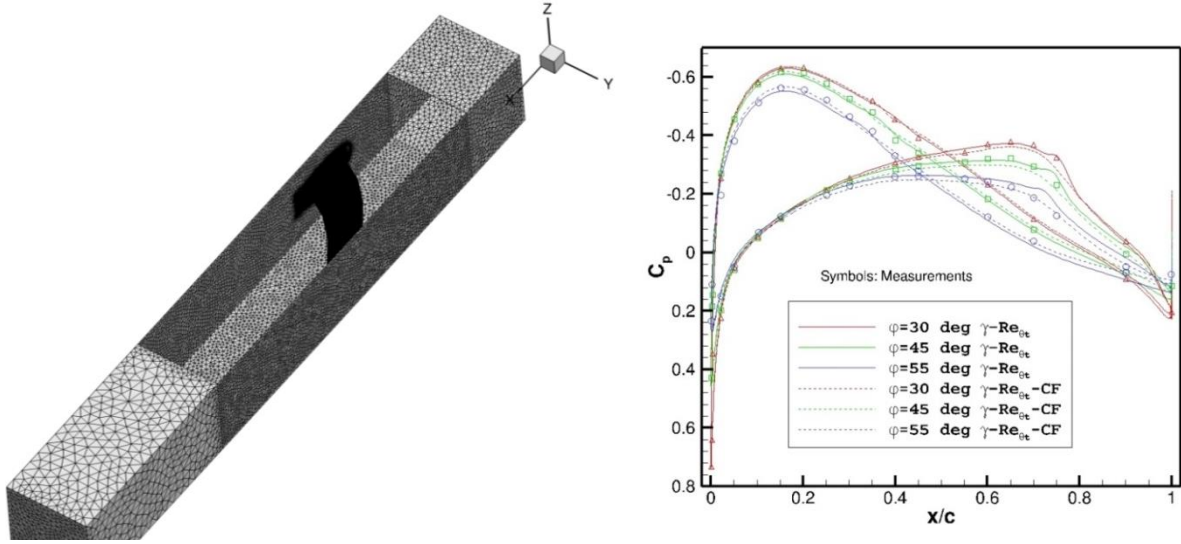 Z
Y
X
-0.6
-0.4
-0.2
0
0.2
0.4
0.6
0.8
Cp
Symbols: Measurements
φ=30 deg γ-Reθt
φ=45 deg γ-Reθt
φ=55 deg γ-Reθt
φ=30 deg γ-Reθt-CF
φ=45 deg γ-Reθt-CF
φ=55 deg γ-Reθt-CF
0 0.2 0.4 0.6 0.8 1
x/c